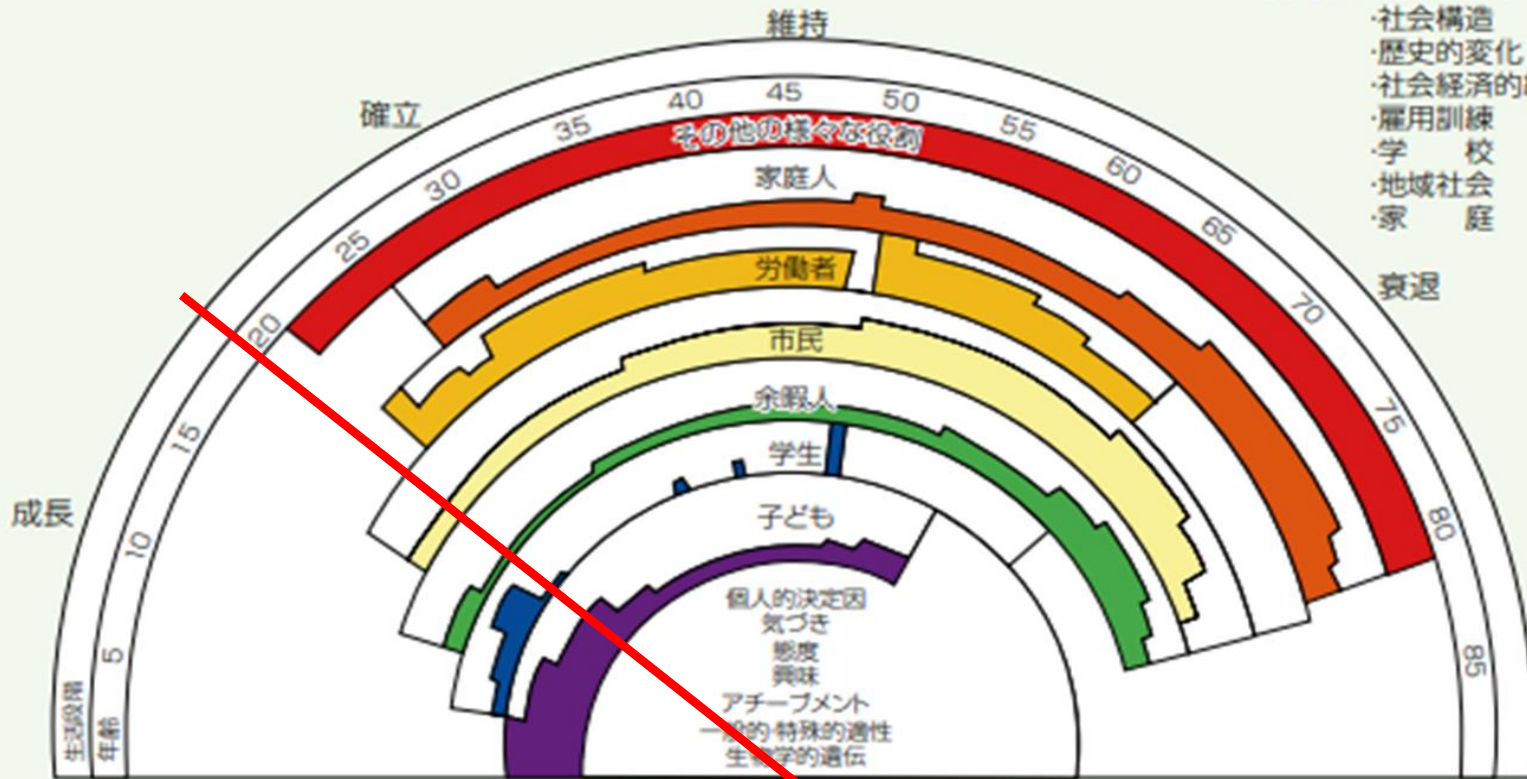 維持
確立
成長
衰退
生活段階
年齢
5
10
15
20
25
30
35
40
45
50
55
60
65
70
75
80
85
その他の様々な役割
家庭人
労働者
市民
余暇人
学生
子ども
個人的決定因
気づき
態度
興味
アチーブメント
一般的・特殊的適性
生物学的遺伝
・社会構造
・歴史的変化
・社会経済的
・雇用訓練
・学　　校
・地域社会
・家　　庭